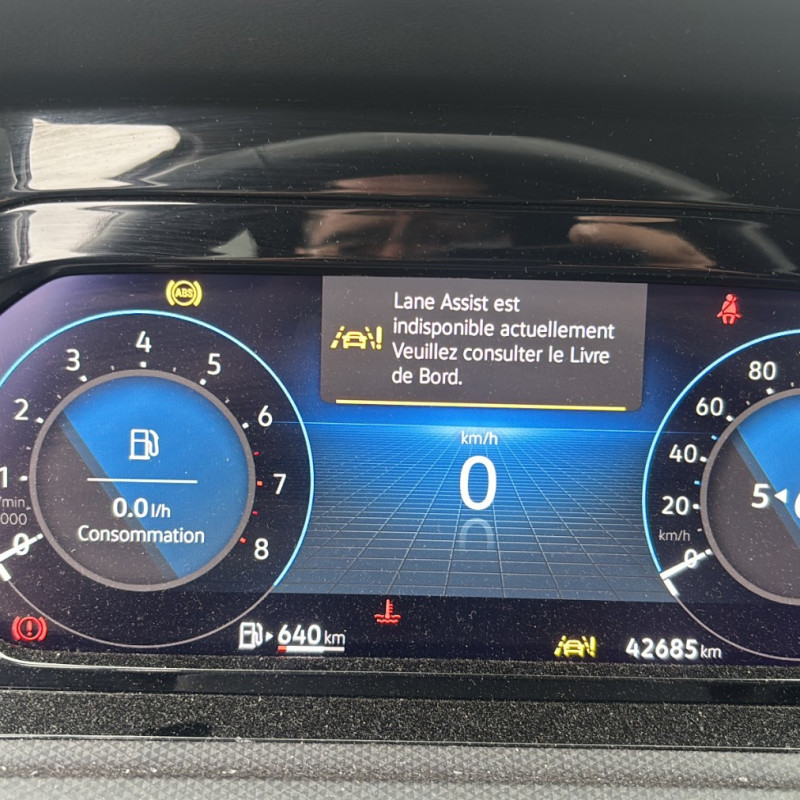 ABS
Lane Assist est
indisponible actuellement
Veuillez consulter le Livre
de Bord.
1 2 3 4 5 6 7 8
0
0.0 l/h
Consommation
km/h
0
0 20 40 60 80
km/h
5
640 km
42685 km